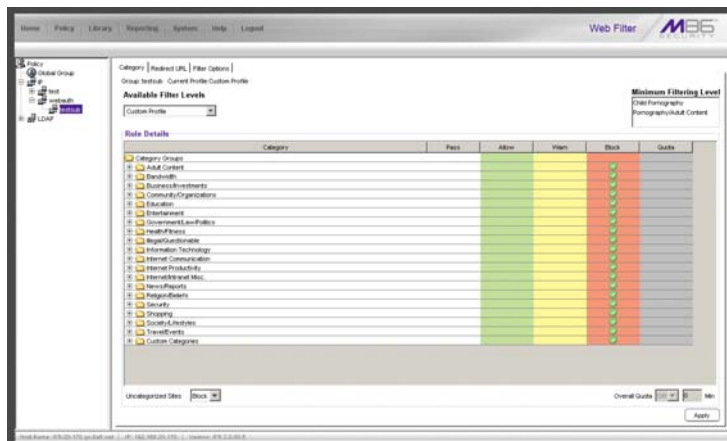 Home Policy Library Reporting System Help Logout
Web Filter
M86
SECURITY
Policy
Global Group
IP
test
webauth
testsub
LDAP
Category Redirect URL Filter Options
Group: testsub Current Profile:Custom Profile
Available Filter Levels
Custom Profile
Minimum Filtering Level
Child Pornography
Pornography/Adult Content
Rule Details
Category Pass Allow Warn Block Quota
Category Groups
Adult Content
Bandwidth
Business/Investments
Community/Organizations
Education
Entertainment
Government/Law/Politics
Health/Fitness
Illegal/Questionable
Information Technology
Internet Communication
Internet Productivity
Internet/Intranet Misc.
News/Reports
Religion/Beliefs
Security
Shopping
Society/Lifestyles
Travel/Events
Custom Categories
Uncategorized Sites Block
Overall Quota Min
Apply